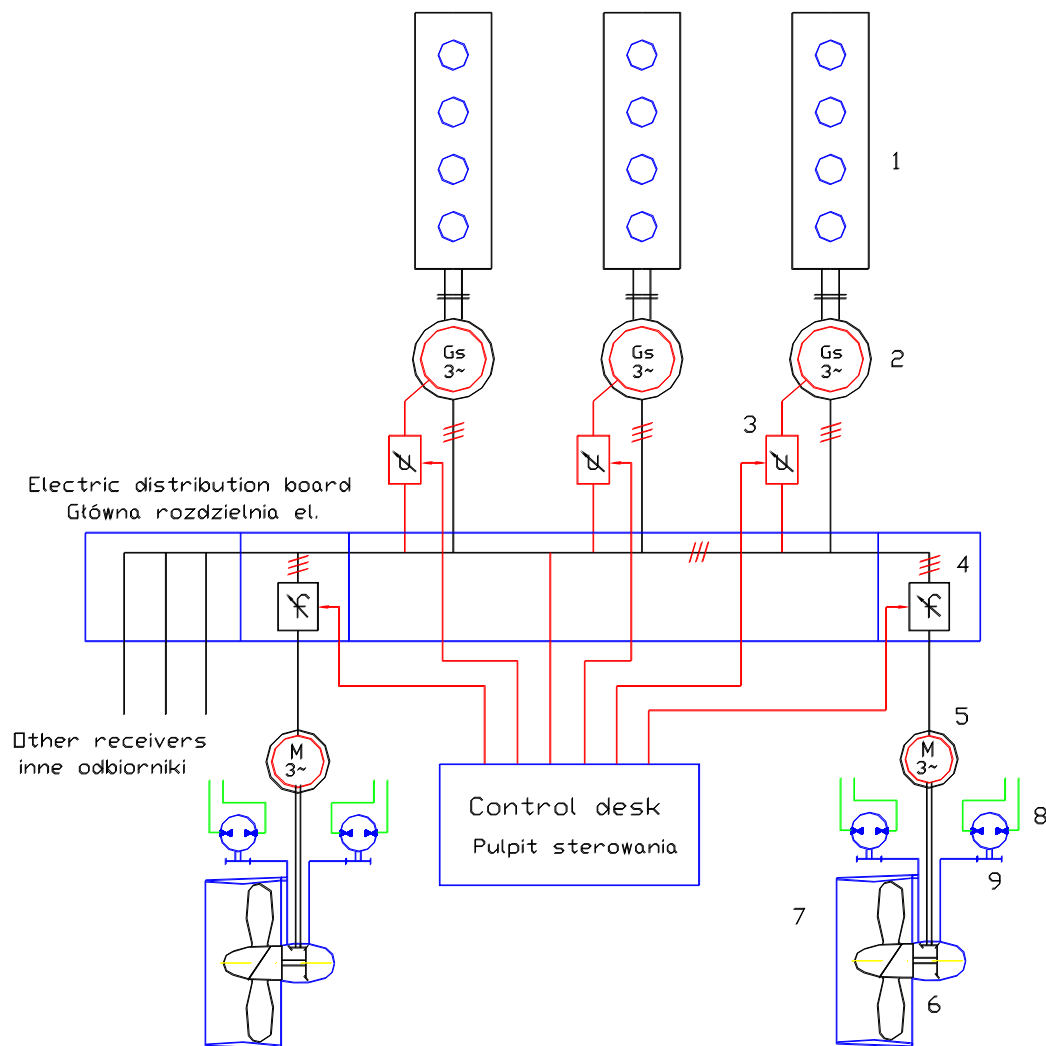 1
Gs
3~
Gs
3~
Gs
3~
2
3
u
u
u
Electric distribution board
Główna rozdzielnia el.
4
f
f
5
Other receivers
inne odbiorniki
M
3~
M
3~
Control desk
Pulpit sterowania
8
9
7
6